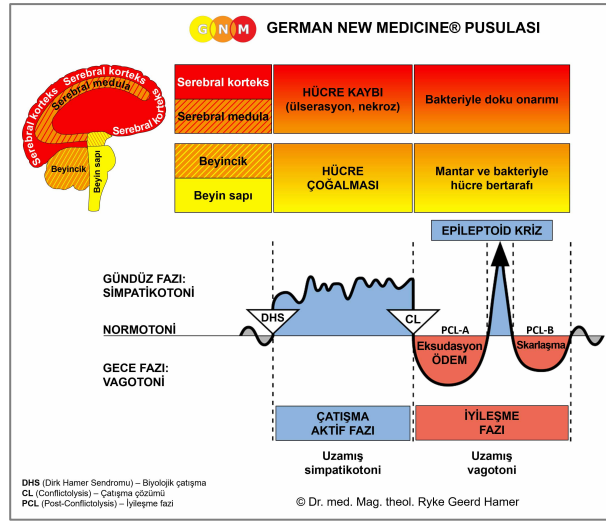 GNM GERMAN NEW MEDICINE® PUSULASI
Serebral korteks
Serebral korteks
Serebral korteks
Serebral medula
Serebral korteks
Beyincik
Beyin sapı
Serebral korteks
Serebral medula
HÜCRE KAYBI
(ülserasyon, nekroz)
Bakteriyle doku onarımı
Beyincik
Beyin sapı
HÜCRE
ÇOĞALMASI
Mantar ve bakteriyle
hücre bertarafı
EPİLEPTOİD KRİZ
GÜNDÜZ FAZI:
SİMPATİKOTONİ
DHS
CL
NORMOTONİ
PCL-A
PCL-B
Eksudasyon
ÖDEM
Skarlaşma
GECE FAZI:
VAGOTONİ
ÇATIŞMA
AKTİF FAZI
İYİLEŞME
FAZI
Uzamış
simpatikotoni
Uzamış
vagotoni
DHS (Dirk Hamer Sendromu) – Biyolojik çatışma
CL (Conflictolysis) – Çatışma çözümü
PCL (Post-Conflictolysis) – İyileşme fazi
© Dr. med. Mag. theol. Ryke Geerd Hamer